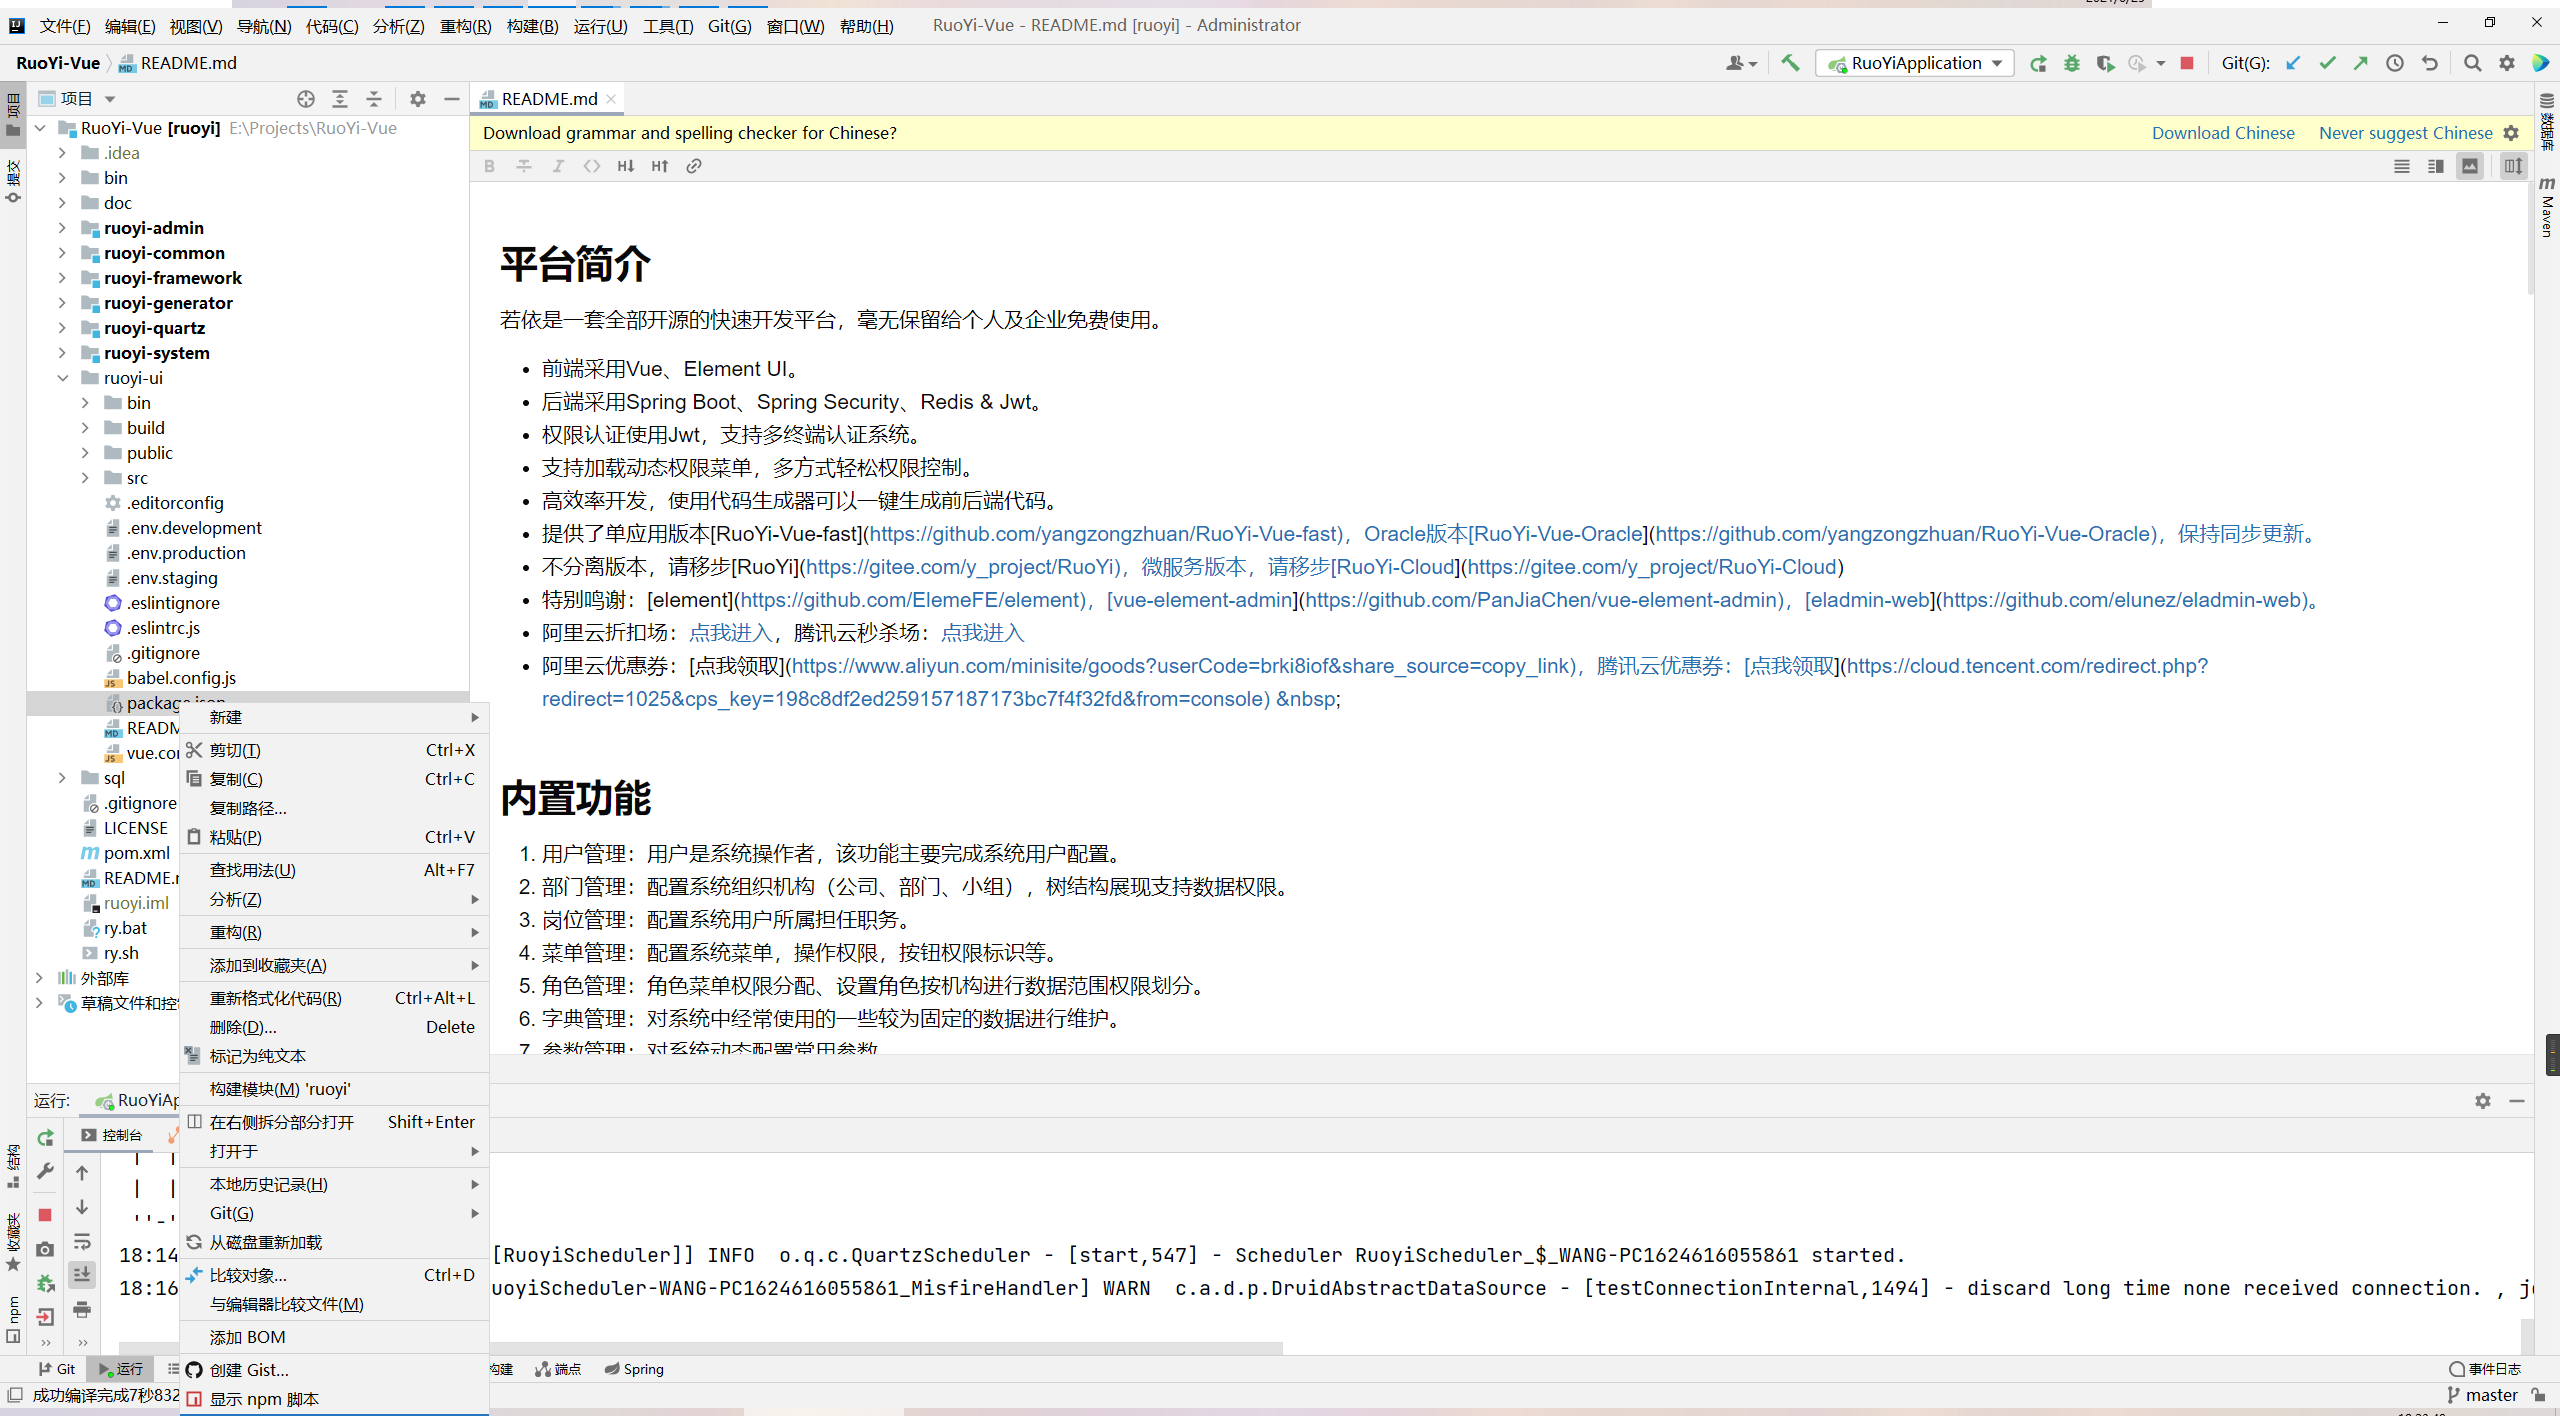 文件(F) 编辑(E) 视图(V) 导航(N) 代码(C) 分析(Z) 重构(R) 构建(B) 运行(U) 工具(T) Git(G) 窗口(W) 帮助(H) RuoYi-Vue - README.md [ruoyi] - Administrator
RuoYi-Vue README.md RuoYiApplication Git(G):
项目 README.md
RuoYi-Vue [ruoyi] E:\Projects\RuoYi-Vue
.idea
bin
doc
ruoyi-admin
ruoyi-common
ruoyi-framework
ruoyi-generator
ruoyi-quartz
ruoyi-system
ruoyi-ui
bin
build
public
src
.editorconfig
.env.development
.env.production
.env.staging
.eslintignore
.eslintrc.js
.gitignore
babel.config.js
package.json
READM
vue.con
sql
.gitignore
LICENSE
pom.xml
README.
ruoyi.iml
ry.bat
ry.sh
外部库
草稿文件和控
项目
提交
结构
收藏夹
npm
数据库
Maven
Download grammar and spelling checker for Chinese? Download Chinese Never suggest Chinese
平台简介
若依是一套全部开源的快速开发平台，毫无保留给个人及企业免费使用。
• 前端采用Vue、Element UI。
• 后端采用Spring Boot、Spring Security、Redis & Jwt。
• 权限认证使用Jwt，支持多终端认证系统。
• 支持加载动态权限菜单，多方式轻松权限控制。
• 高效率开发，使用代码生成器可以一键生成前后端代码。
• 提供了单应用版本[RuoYi-Vue-fast](https://github.com/yangzongzhuan/RuoYi-Vue-fast)，Oracle版本[RuoYi-Vue-Oracle](https://github.com/yangzongzhuan/RuoYi-Vue-Oracle)，保持同步更新。
• 不分离版本，请移步[RuoYi](https://gitee.com/y_project/RuoYi)，微服务版本，请移步[RuoYi-Cloud](https://gitee.com/y_project/RuoYi-Cloud)
• 特别鸣谢：[element](https://github.com/ElemeFE/element)，[vue-element-admin](https://github.com/PanJiaChen/vue-element-admin)，[eladmin-web](https://github.com/elunez/eladmin-web)。
• 阿里云折扣场：点我进入，腾讯云秒杀场：点我进入
• 阿里云优惠券：[点我领取](https://www.aliyun.com/minisite/goods?userCode=brki8iof&share_source=copy_link)，腾讯云优惠券：[点我领取](https://cloud.tencent.com/redirect.php?
redirect=1025&cps_key=198c8df2ed259157187173bc7f4f32fd&from=console) &nbsp;
内置功能
1. 用户管理：用户是系统操作者，该功能主要完成系统用户配置。
2. 部门管理：配置系统组织机构（公司、部门、小组），树结构展现支持数据权限。
3. 岗位管理：配置系统用户所属担任职务。
4. 菜单管理：配置系统菜单，操作权限，按钮权限标识等。
5. 角色管理：角色菜单权限分配、设置角色按机构进行数据范围权限划分。
6. 字典管理：对系统中经常使用的一些较为固定的数据进行维护。
7. 参数管理：对系统动态配置常用参数
新建
剪切(T) Ctrl+X
复制(C) Ctrl+C
复制路径...
粘贴(P) Ctrl+V
查找用法(U) Alt+F7
分析(Z)
重构(R)
添加到收藏夹(A)
重新格式化代码(R) Ctrl+Alt+L
删除(D)... Delete
标记为纯文本
构建模块(M) 'ruoyi'
在右侧拆分部分打开 Shift+Enter
打开于
本地历史记录(H)
Git(G)
从磁盘重新加载
比较对象... Ctrl+D
与编辑器比较文件(M)
添加 BOM
创建 Gist...
显示 npm 脚本
运行: RuoYiAp
控制台
18:14 [RuoyiScheduler]] INFO o.q.c.QuartzScheduler - [start,547] - Scheduler RuoyiScheduler_$_WANG-PC1624616055861 started.
18:16 uoyiScheduler-WANG-PC1624616055861_MisfireHandler] WARN c.a.d.p.DruidAbstractDataSource - [testConnectionInternal,1494] - discard long time none received connection. , j
Git 运行 构建 端点 Spring 事件日志
成功编译完成7秒832 master